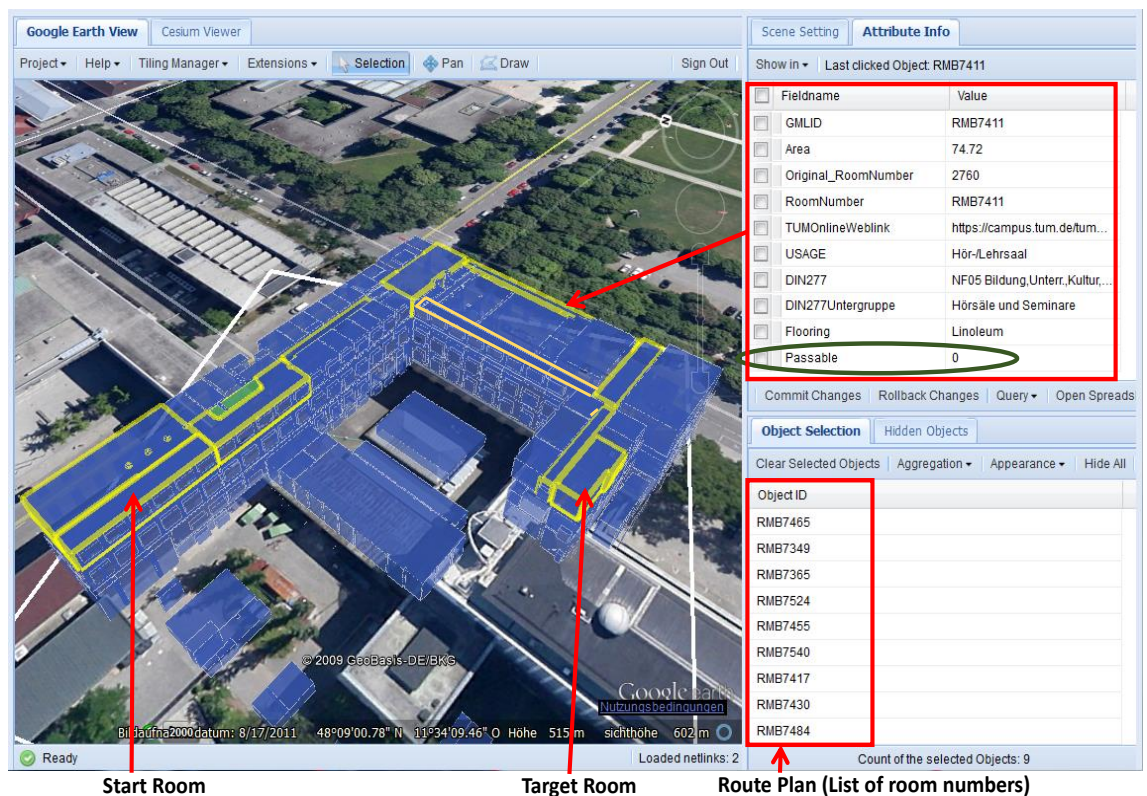 Google Earth View Cesium Viewer
Project Help Tiling Manager Extensions Selection Pan Draw Sign Out
N
© 2009 GeoBasis-DE/BKG
Google earth
Nutzungsbedingungen
2000 datum: 8/17/2011 48°09'00.78" N 11°34'09.46" O Höhe 515 m sichthöhe 602 m
Ready Loaded netlinks: 2
Scene Setting Attribute Info
Show in Last clicked Object: RMB7411
Fieldname Value
GMLID RMB7411
Area 74.72
Original_RoomNumber 2760
RoomNumber RMB7411
TUMOnlineWeblink https://campus.tum.de/tum...
USAGE Hör-/Lehrsaal
DIN277 NF05 Bildung,Unterr.,Kultur,...
DIN277Untergruppe Hörsäle und Seminare
Flooring Linoleum
Passable 0
Commit Changes Rollback Changes Query Open Spreads
Object Selection Hidden Objects
Clear Selected Objects Aggregation Appearance Hide All
Object ID
RMB7465
RMB7349
RMB7365
RMB7524
RMB7455
RMB7540
RMB7417
RMB7430
RMB7484
Count of the selected Objects: 9
Start Room Target Room Route Plan (List of room numbers)